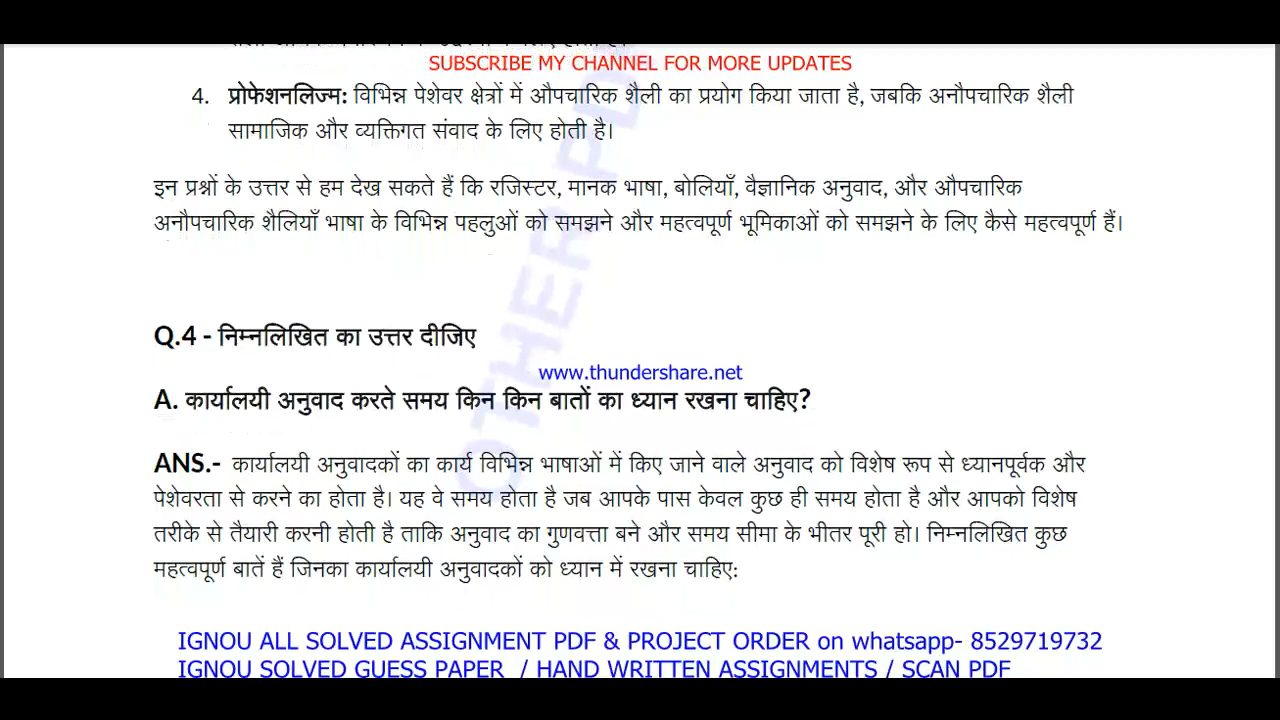 SUBSCRIBE MY CHANNEL FOR MORE UPDATES
4. प्रोफेशनलिज्म: विभिन्न पेशेवर क्षेत्रों में औपचारिक शैली का प्रयोग किया जाता है, जबकि अनौपचारिक शैली
सामाजिक और व्यक्तिगत संवाद के लिए होती है।
इन प्रश्नों के उत्तर से हम देख सकते हैं कि रजिस्टर, मानक भाषा, बोलियाँ, वैज्ञानिक अनुवाद, और औपचारिक
अनौपचारिक शैलियाँ भाषा के विभिन्न पहलुओं को समझने और महत्वपूर्ण भूमिकाओं को समझने के लिए कैसे महत्वपूर्ण हैं।
OTHER PD
Q.4 - निम्नलिखित का उत्तर दीजिए
www.thundershare.net
A. कार्यालयी अनुवाद करते समय किन किन बातों का ध्यान रखना चाहिए?
ANS.- कार्यालयी अनुवादकों का कार्य विभिन्न भाषाओं में किए जाने वाले अनुवाद को विशेष रूप से ध्यानपूर्वक और
पेशेवरता से करने का होता है। यह वे समय होता है जब आपके पास केवल कुछ ही समय होता है और आपको विशेष
तरीके से तैयारी करनी होती है ताकि अनुवाद का गुणवत्ता बने और समय सीमा के भीतर पूरी हो। निम्नलिखित कुछ
महत्वपूर्ण बातें हैं जिनका कार्यालयी अनुवादकों को ध्यान में रखना चाहिए:
IGNOU ALL SOLVED ASSIGNMENT PDF & PROJECT ORDER on whatsapp- 8529719732
IGNOU SOLVED GUESS PAPER / HAND WRITTEN ASSIGNMENTS / SCAN PDF